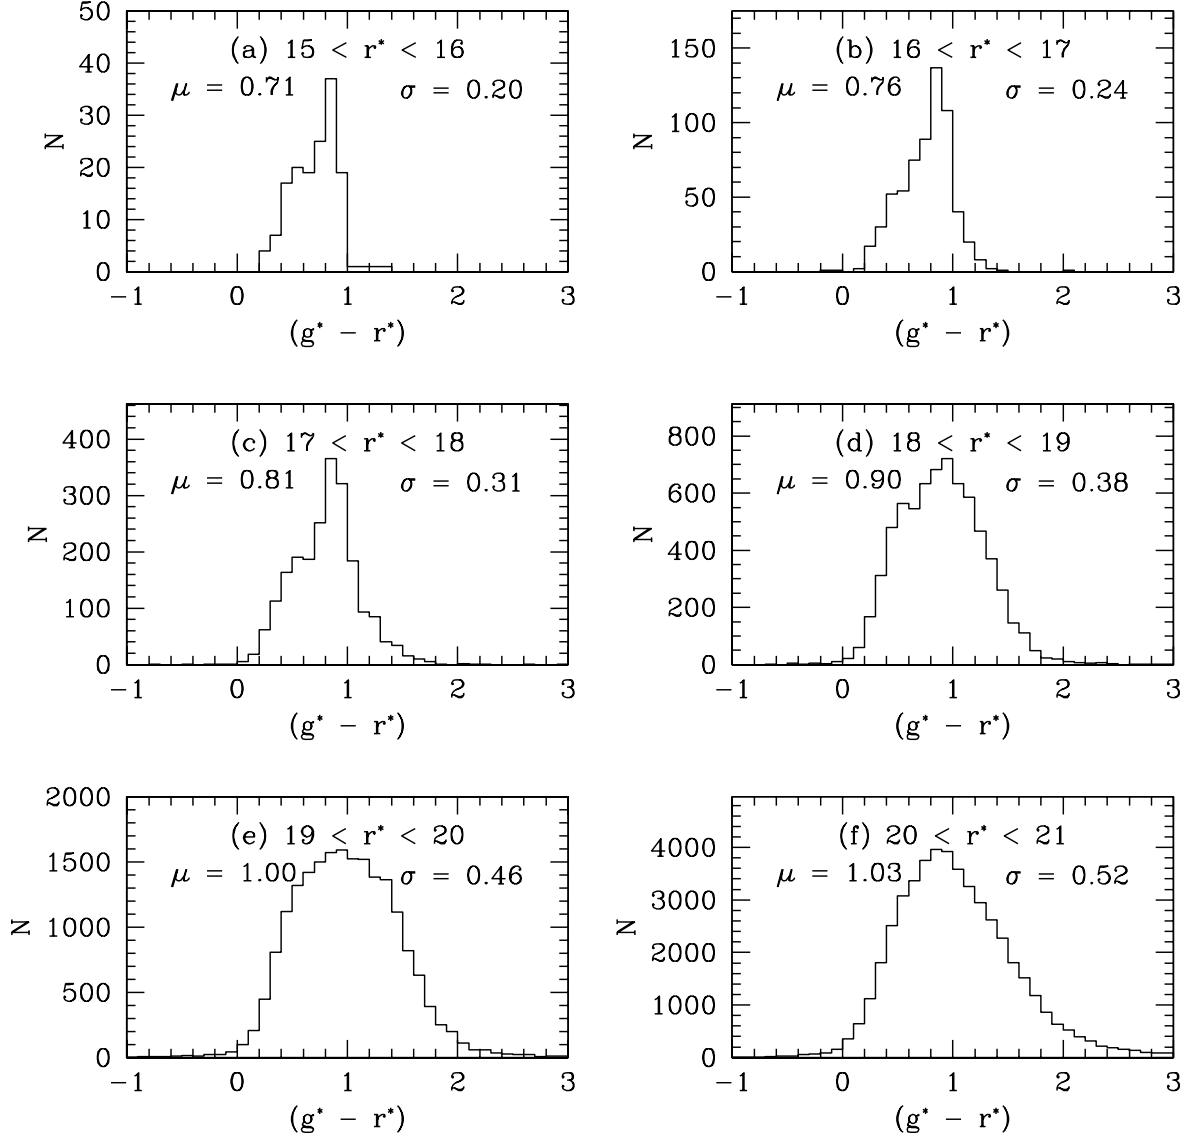 (a) 15 < r* < 16
μ = 0.71 σ = 0.20
N
50
40
30
20
10
0
−1 0 1 2 3
(g* − r*)
(b) 16 < r* < 17
μ = 0.76 σ = 0.24
N
150
100
50
0
−1 0 1 2 3
(g* − r*)
(c) 17 < r* < 18
μ = 0.81 σ = 0.31
N
400
300
200
100
0
−1 0 1 2 3
(g* − r*)
(d) 18 < r* < 19
μ = 0.90 σ = 0.38
N
800
600
400
200
0
−1 0 1 2 3
(g* − r*)
(e) 19 < r* < 20
μ = 1.00 σ = 0.46
N
2000
1500
1000
500
0
−1 0 1 2 3
(g* − r*)
(f) 20 < r* < 21
μ = 1.03 σ = 0.52
N
4000
3000
2000
1000
0
−1 0 1 2 3
(g* − r*)